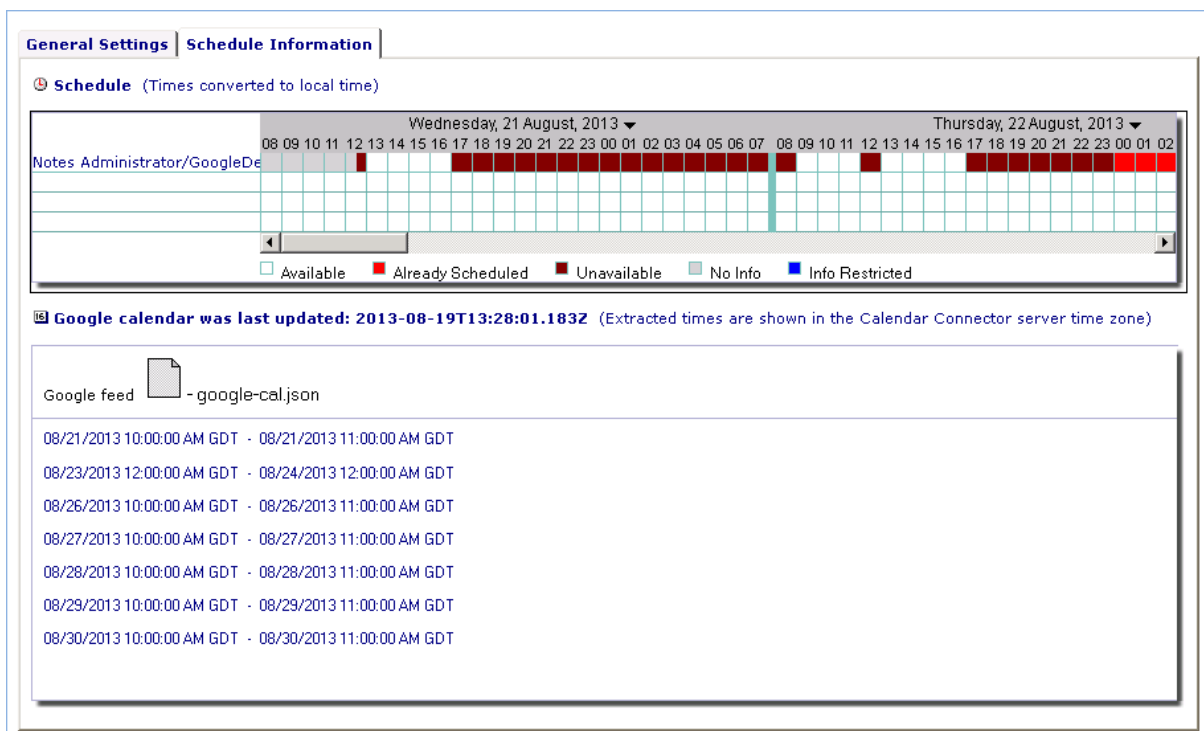 General Settings Schedule Information
Schedule (Times converted to local time)
Wednesday, 21 August, 2013 Thursday, 22 August, 2013
08 09 10 11 12 13 14 15 16 17 18 19 20 21 22 23 00 01 02 03 04 05 06 07 08 09 10 11 12 13 14 15 16 17 18 19 20 21 22 23 00 01 02
Notes Administrator/GoogleDe
Available Already Scheduled Unavailable No Info Info Restricted
16 Google calendar was last updated: 2013-08-19T13:28:01.183Z (Extracted times are shown in the Calendar Connector server time zone)
Google feed - google-cal.json
08/21/2013 10:00:00 AM GDT - 08/21/2013 11:00:00 AM GDT
08/23/2013 12:00:00 AM GDT - 08/24/2013 12:00:00 AM GDT
08/26/2013 10:00:00 AM GDT - 08/26/2013 11:00:00 AM GDT
08/27/2013 10:00:00 AM GDT - 08/27/2013 11:00:00 AM GDT
08/28/2013 10:00:00 AM GDT - 08/28/2013 11:00:00 AM GDT
08/29/2013 10:00:00 AM GDT - 08/29/2013 11:00:00 AM GDT
08/30/2013 10:00:00 AM GDT - 08/30/2013 11:00:00 AM GDT